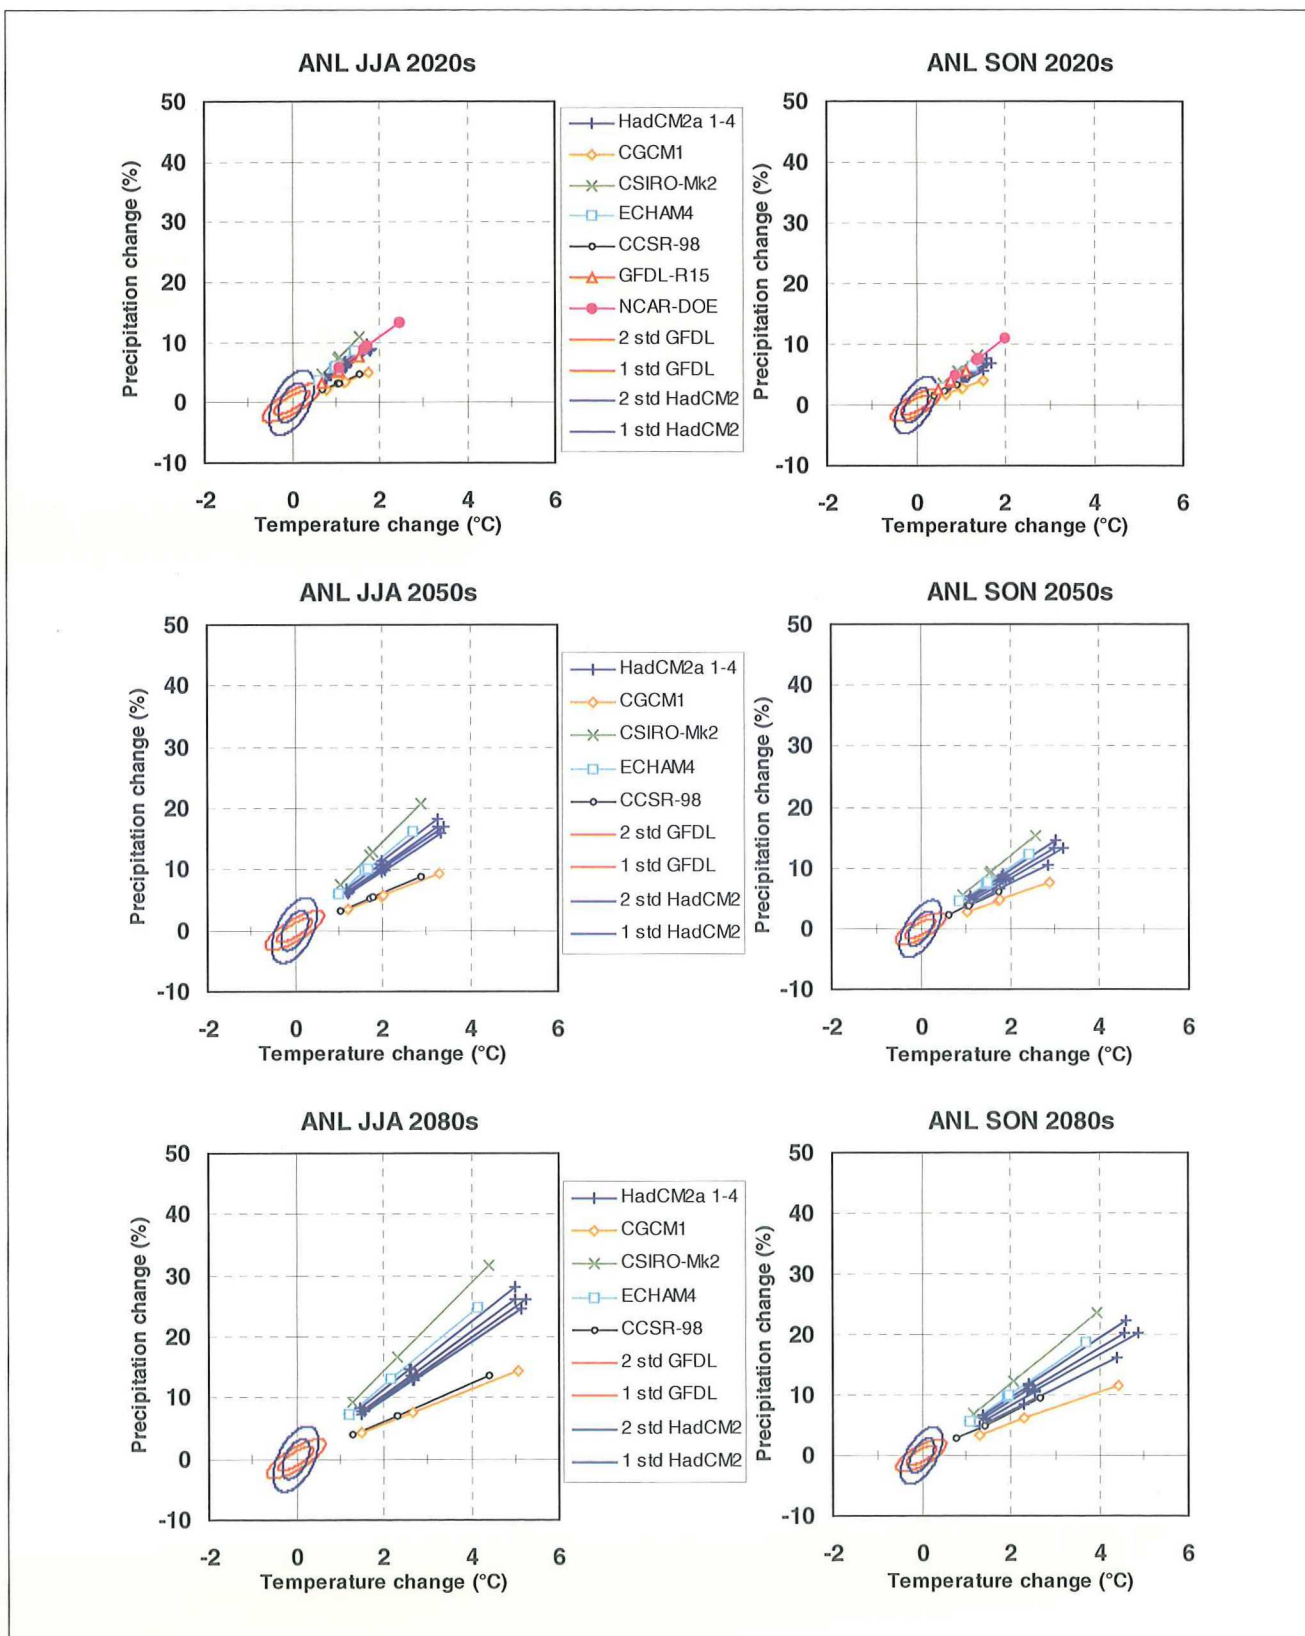 ANL JJA 2020s
Precipitation change (%)
50
40
30
20
10
0
-10
-2 0 2 4 6
Temperature change (°C)
HadCM2a 1-4
CGCM1
CSIRO-Mk2
ECHAM4
CCSR-98
GFDL-R15
NCAR-DOE
2 std GFDL
1 std GFDL
2 std HadCM2
1 std HadCM2
ANL SON 2020s
Precipitation change (%)
50
40
30
20
10
0
-10
-2 0 2 4 6
Temperature change (°C)
ANL JJA 2050s
Precipitation change (%)
50
40
30
20
10
0
-10
-2 0 2 4 6
Temperature change (°C)
HadCM2a 1-4
CGCM1
CSIRO-Mk2
ECHAM4
CCSR-98
2 std GFDL
1 std GFDL
2 std HadCM2
1 std HadCM2
ANL SON 2050s
Precipitation change (%)
50
40
30
20
10
0
-10
-2 0 2 4 6
Temperature change (°C)
ANL JJA 2080s
Precipitation change (%)
50
40
30
20
10
0
-10
-2 0 2 4 6
Temperature change (°C)
HadCM2a 1-4
CGCM1
CSIRO-Mk2
ECHAM4
CCSR-98
2 std GFDL
1 std GFDL
2 std HadCM2
1 std HadCM2
ANL SON 2080s
Precipitation change (%)
50
40
30
20
10
0
-10
-2 0 2 4 6
Temperature change (°C)